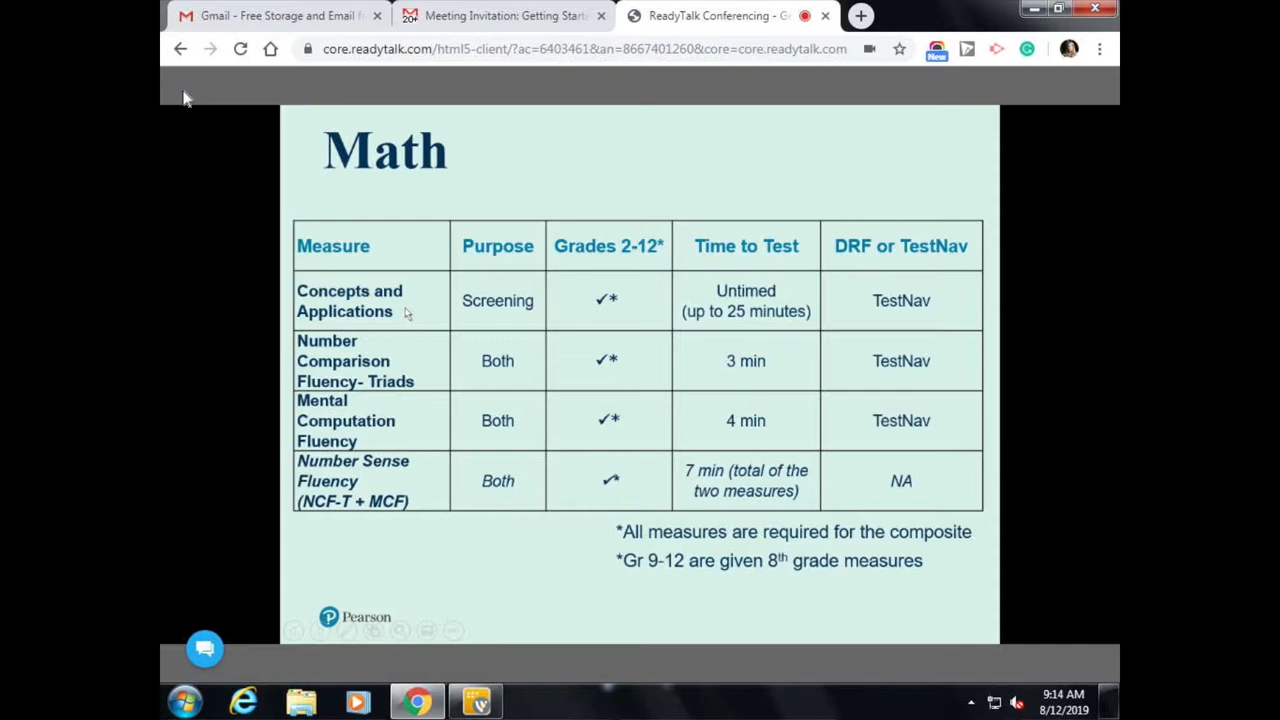 Gmail - Free Storage and Email f
Meeting Invitation: Getting Starte
ReadyTalk Conferencing - Ge
20+
core.readytalk.com/html5-client/?ac=6403461&an=8667401260&core=core.readytalk.com
New
Math
Measure Purpose Grades 2-12* Time to Test DRF or TestNav
Concepts and
Applications
Screening
✓*
Untimed
(up to 25 minutes)
TestNav
Number
Comparison
Fluency- Triads
Both
✓*
3 min
TestNav
Mental
Computation
Fluency
Both
✓*
4 min
TestNav
Number Sense
Fluency
(NCF-T + MCF)
Both
✓*
7 min (total of the
two measures)
NA
*All measures are required for the composite
*Gr 9-12 are given 8th grade measures
Pearson
9:14 AM
8/12/2019